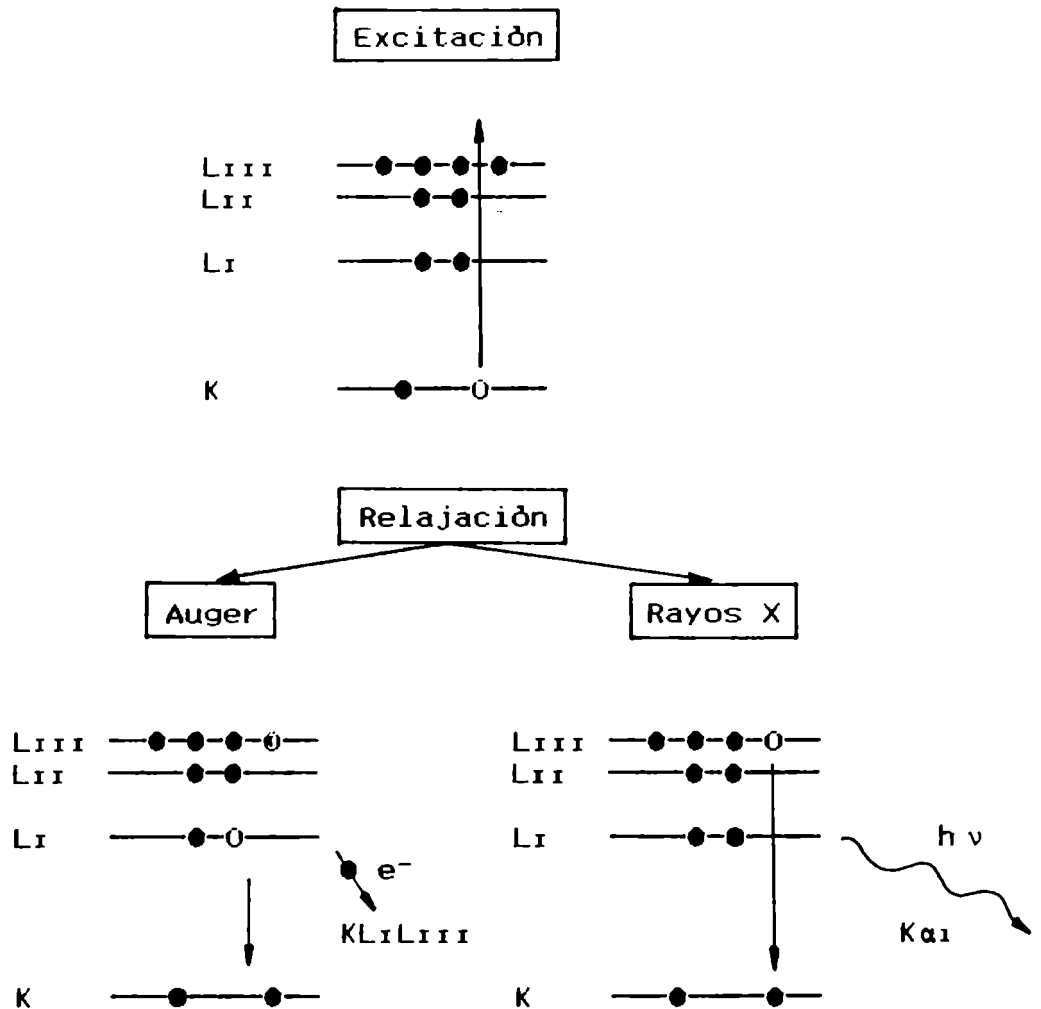 Excitación
LIII
LII
LI
K
Relajación
Auger
Rayos X
LIII
LII
LI
e⁻
KLILIII
K
LIII
LII
LI
h ν
Kα1
K